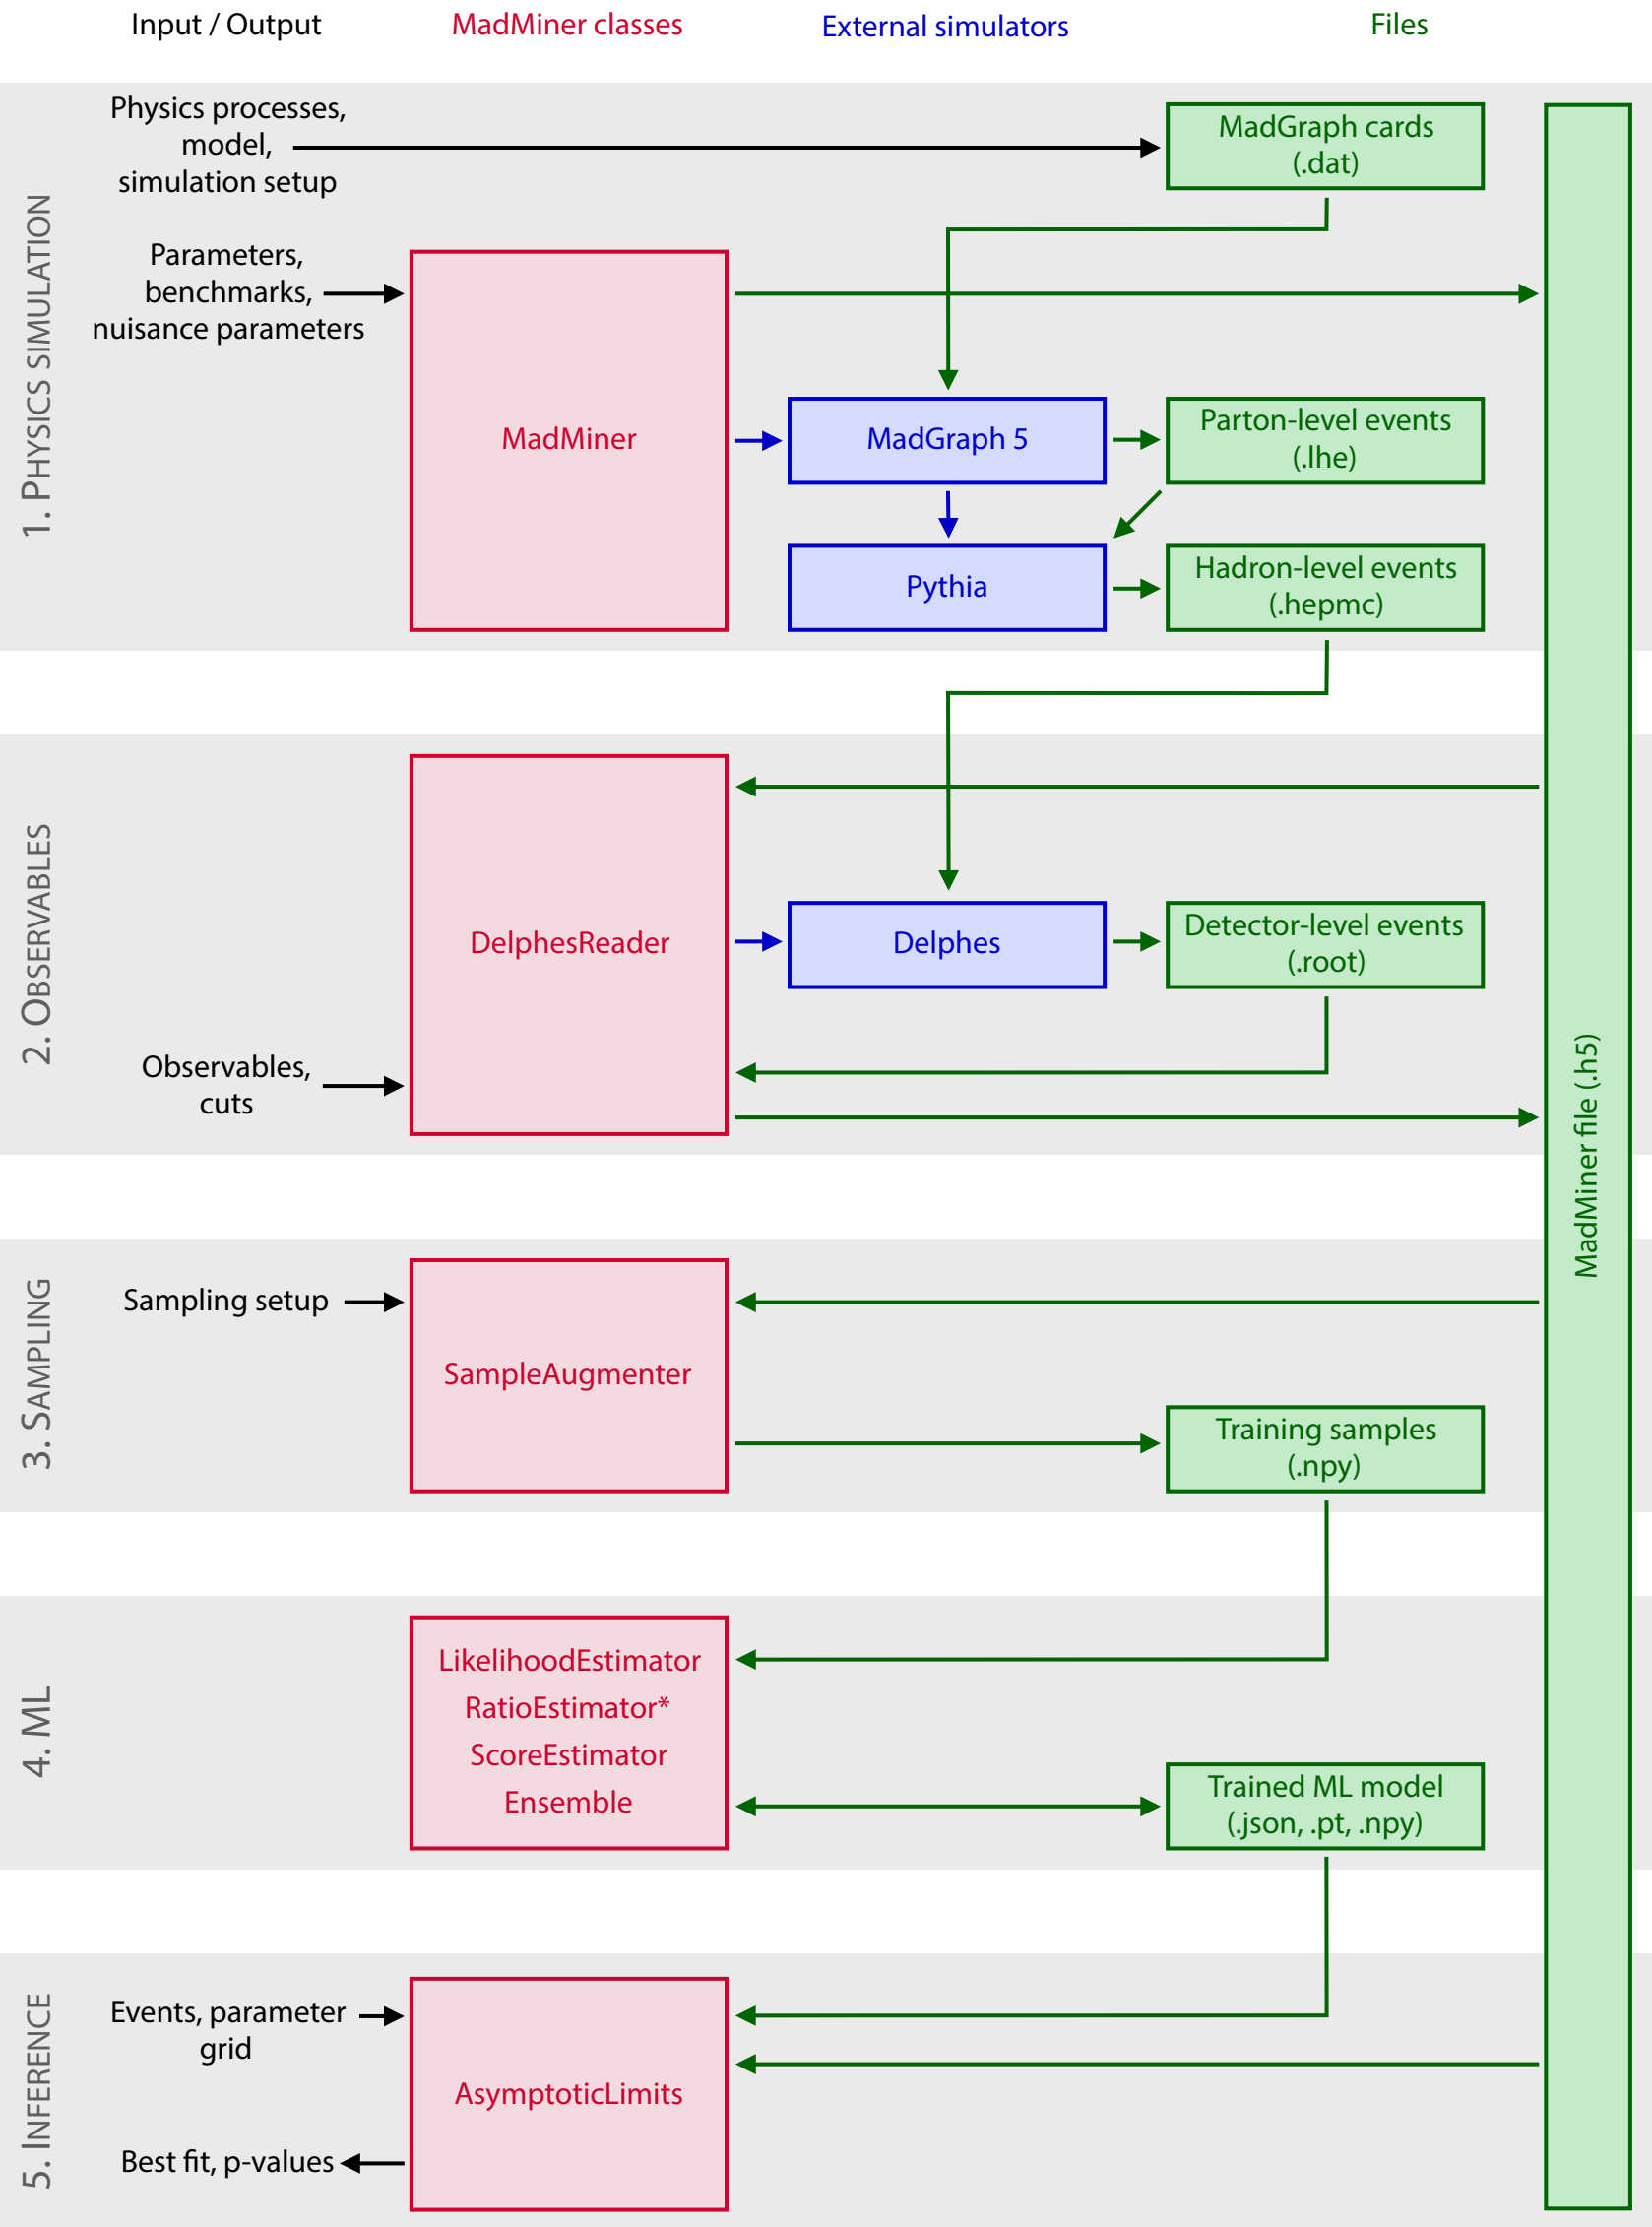 Input / Output
MadMiner classes
External simulators
Files
1. PHYSICS SIMULATION
Physics processes,
model,
simulation setup
MadGraph cards
(.dat)
Parameters,
benchmarks,
nuisance parameters
MadMiner
MadGraph 5
Parton-level events
(.lhe)
Pythia
Hadron-level events
(.hepmc)
2. OBSERVABLES
DelphesReader
Delphes
Detector-level events
(.root)
Observables,
cuts
MadMiner file (.h5)
3. SAMPLING
Sampling setup
SampleAugmenter
Training samples
(.npy)
4. ML
LikelihoodEstimator
RatioEstimator*
ScoreEstimator
Ensemble
Trained ML model
(.json, .pt, .npy)
5. INFERENCE
Events, parameter
grid
AsymptoticLimits
Best fit, p-values